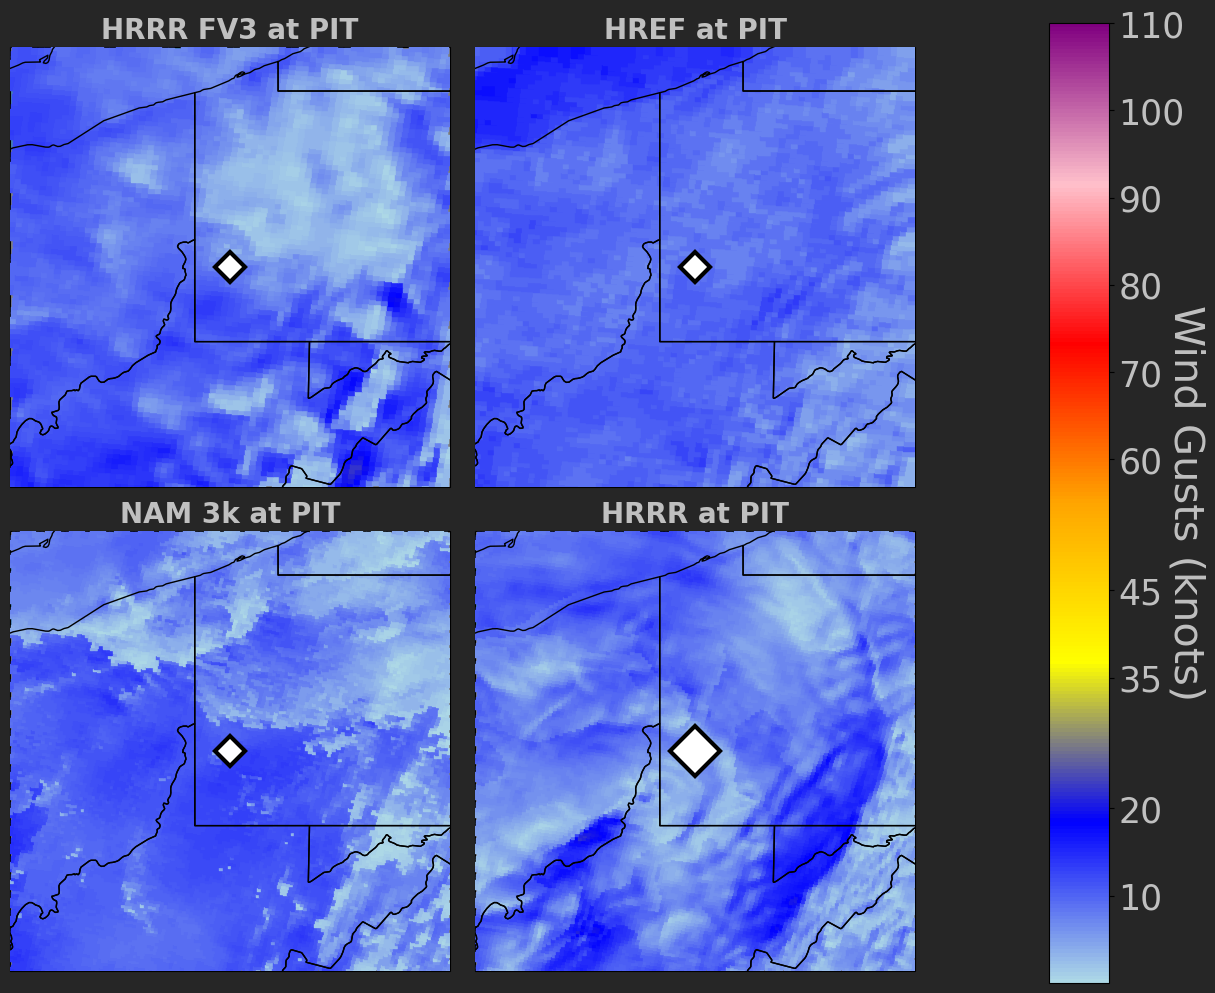 HRRR FV3 at PIT
HREF at PIT
NAM 3k at PIT
HRRR at PIT
110
100
90
80
70
60
45
35
20
10
Wind Gusts (knots)